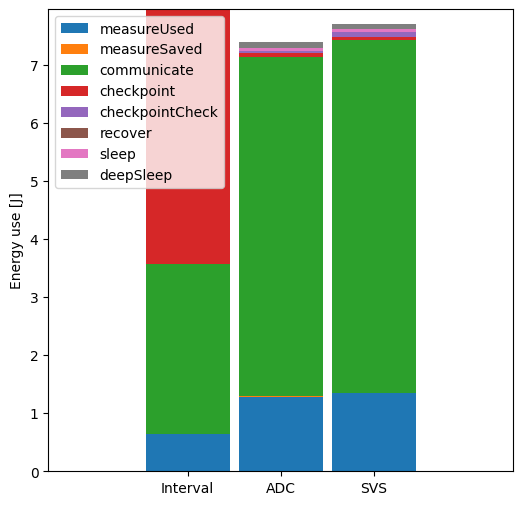 measureUsed
measureSaved
communicate
checkpoint
checkpointCheck
recover
sleep
deepSleep
Energy use [J]
7
6
5
4
3
2
1
0
Interval ADC SVS